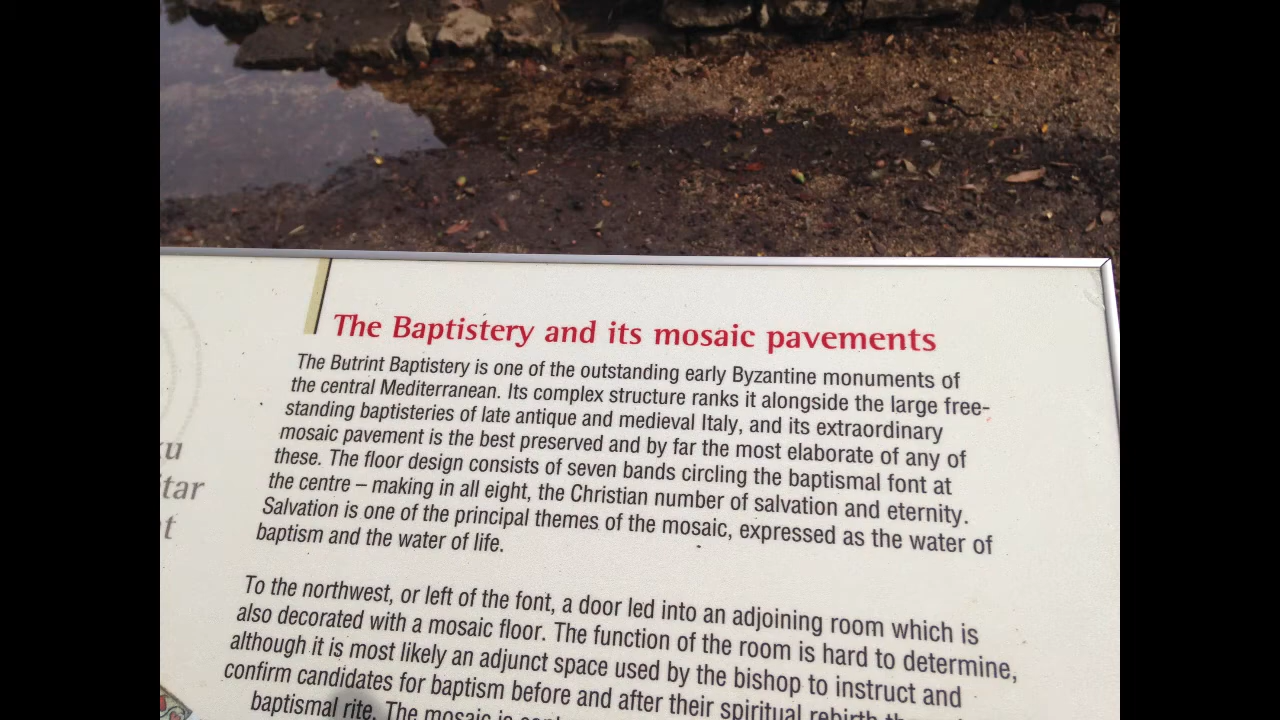 The Baptistery and its mosaic pavements
The Butrint Baptistery is one of the outstanding early Byzantine monuments of
the central Mediterranean. Its complex structure ranks it alongside the large free-
standing baptisteries of late antique and medieval Italy, and its extraordinary
mosaic pavement is the best preserved and by far the most elaborate of any of
these. The floor design consists of seven bands circling the baptismal font at
the centre – making in all eight, the Christian number of salvation and eternity.
Salvation is one of the principal themes of the mosaic, expressed as the water of
baptism and the water of life.
To the northwest, or left of the font, a door led into an adjoining room which is
also decorated with a mosaic floor. The function of the room is hard to determine,
although it is most likely an adjunct space used by the bishop to instruct and
confirm candidates for baptism before and after their spiritual rebirth
baptismal rite. The mosaic is